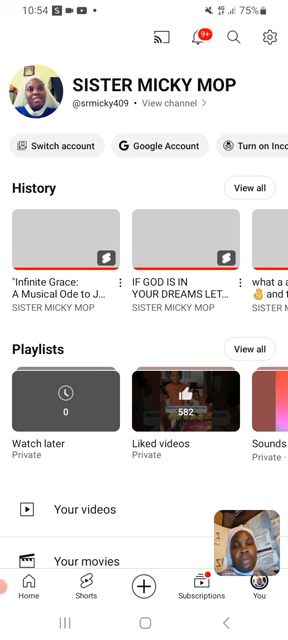 10:54
75%
9+
SISTER MICKY MOP
@srmicky409 • View channel
Switch account
Google Account
Turn on Inco
History
View all
"Infinite Grace:
A Musical Ode to J...
SISTER MICKY MOP
IF GOD IS IN
YOUR DREAMS LET...
SISTER MICKY MOP
what a a
👌 and t
SISTER M
Playlists
View all
0
582
Watch later
Private
Liked videos
Private
Sounds
Private ·
Your videos
Your movies
Home
Shorts
Subscriptions
You